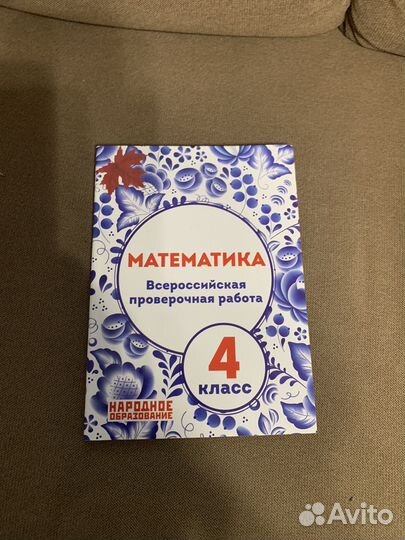 МАТЕМАТИКА
Всероссийская
проверочная работа
4
класс
НАРОДНОЕ
ОБРАЗОВАНИЕ
Avito